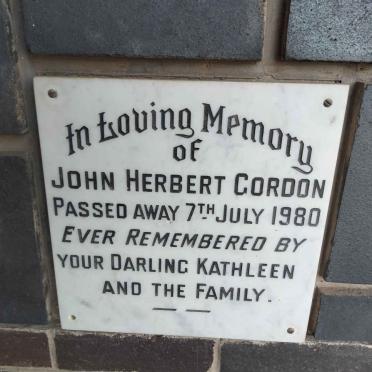 In Loving Memory
of
JOHN HERBERT GORDON
PASSED AWAY 7TH JULY 1980
EVER REMEMBERED BY
YOUR DARLING KATHLEEN
AND THE FAMILY.